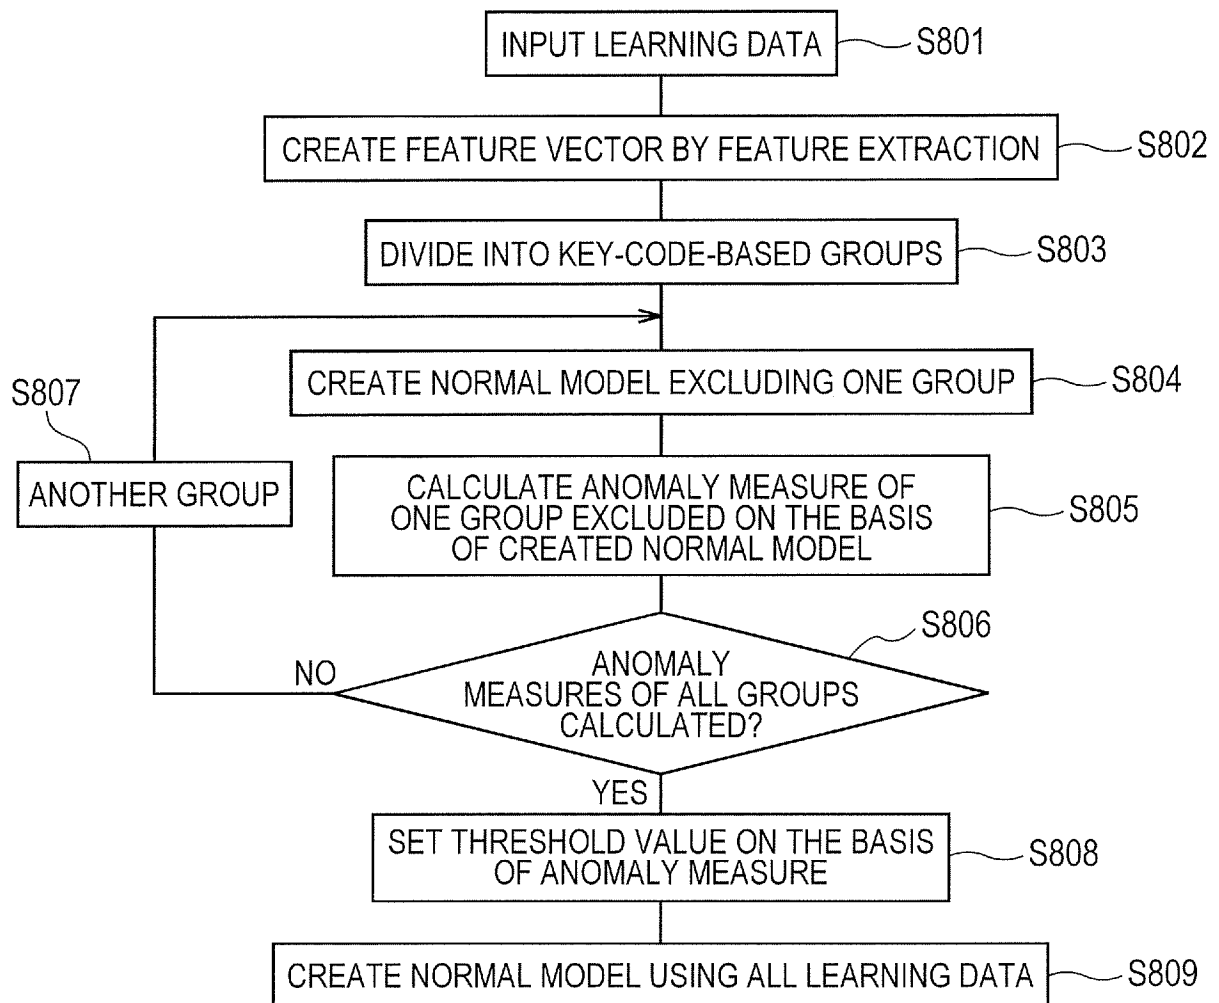 INPUT LEARNING DATA
S801
CREATE FEATURE VECTOR BY FEATURE EXTRACTION
S802
DIVIDE INTO KEY-CODE-BASED GROUPS
S803
CREATE NORMAL MODEL EXCLUDING ONE GROUP
S804
S807
ANOTHER GROUP
CALCULATE ANOMALY MEASURE OF
ONE GROUP EXCLUDED ON THE BASIS
OF CREATED NORMAL MODEL
S805
S806
NO
ANOMALY
MEASURES OF ALL GROUPS
CALCULATED?
YES
SET THRESHOLD VALUE ON THE BASIS
OF ANOMALY MEASURE
S808
CREATE NORMAL MODEL USING ALL LEARNING DATA
S809